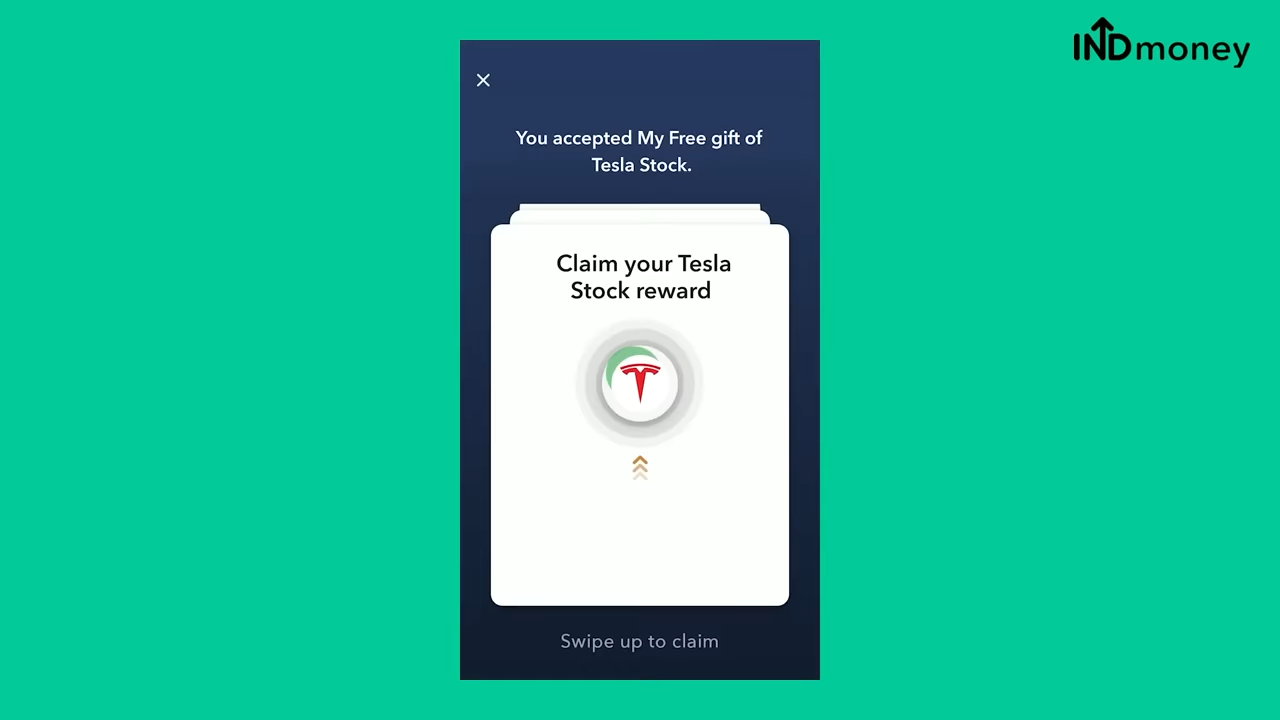 INDmoney
You accepted My Free gift of
Tesla Stock.
Claim your Tesla
Stock reward
Swipe up to claim